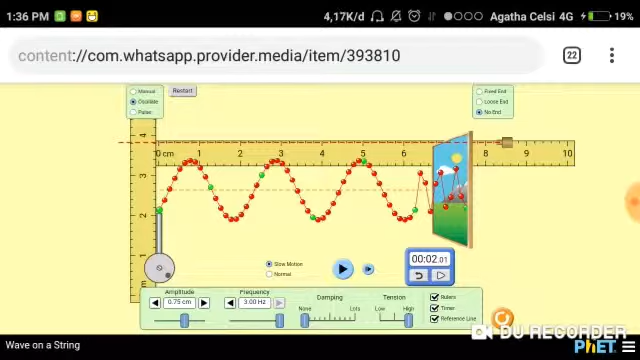 1:36 PM 4,17K/d Agatha Celsi 4G 19%
content://com.whatsapp.provider.media/item/393810 22
Manual
Oscillate
Pulse
Restart
Fixed End
Loose End
No End
0 cm 1 2 3 4 5 6 8 9 10
4
3
2
1
Slow Motion
Normal
00:02.01
Amplitude
0.75 cm
Frequency
3.00 Hz
Damping
None Lots
Tension
Low High
Rulers
Timer
Reference Line
DU RECORDER
Wave on a String
PhET